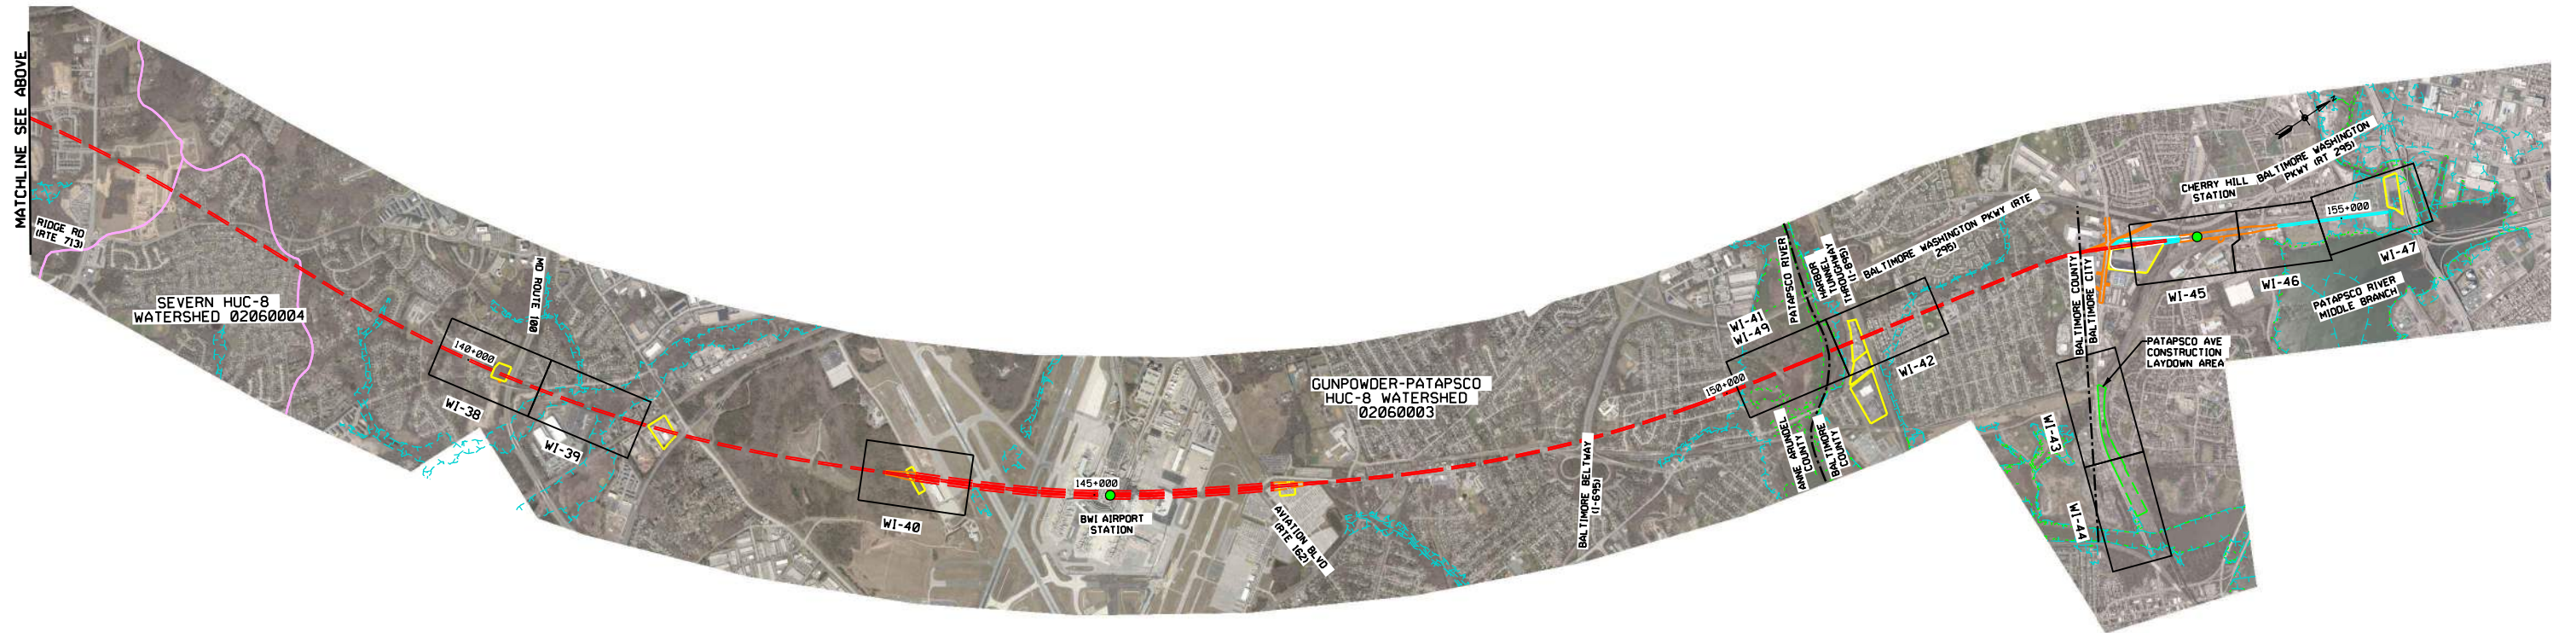 MATCHLINE SEE ABOVE
RIDGE RD
(RTE 713)
SEVERN HUC-8
WATERSHED 02060004
MD ROUTE 100
140+000
WI-38
WI-39
WI-40
145+000
BWI AIRPORT
STATION
AVIATION BLVD
(RTE 162)
GUNPOWDER-PATAPSCO
HUC-8 WATERSHED
02060003
BALTIMORE BELTWAY
(I-695)
150+000
WI-41
WI-49
PATAPSCO RIVER
HARBOR
TUNNEL
THROUGHWAY
(I-895)
BALTIMORE WASHINGTON PKWY (RTE
295)
WI-42
ANNE ARUNDEL
COUNTY
BALTIMORE
COUNTY
BALTIMORE COUNTY
BALTIMORE CITY
CHERRY HILL
STATION
BALTIMORE WASHINGTON
PKWY (RT 295)
N
155+000
WI-45
WI-46
WI-47
PATAPSCO RIVER
MIDDLE BRANCH
PATAPSCO AVE
CONSTRUCTION
LAYDOWN AREA
WI-43
WI-44